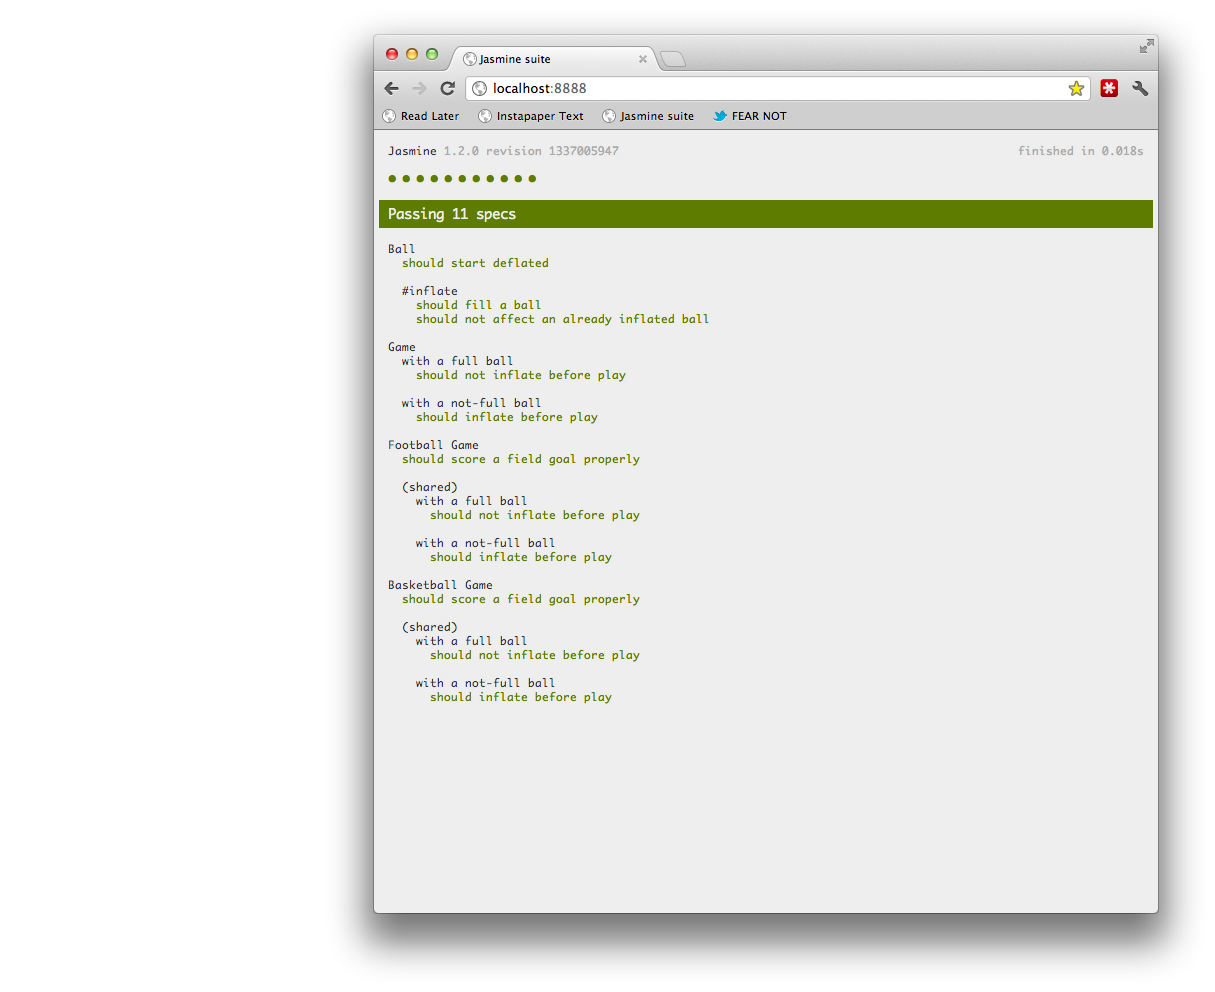 Jasmine suite
localhost:8888
Read Later Instapaper Text Jasmine suite FEAR NOT
Jasmine 1.2.0 revision 1337005947 finished in 0.018s
Passing 11 specs
Ball
should start deflated
#inflate
should fill a ball
should not affect an already inflated ball
Game
with a full ball
should not inflate before play
with a not-full ball
should inflate before play
Football Game
should score a field goal properly
(shared)
with a full ball
should not inflate before play
with a not-full ball
should inflate before play
Basketball Game
should score a field goal properly
(shared)
with a full ball
should not inflate before play
with a not-full ball
should inflate before play